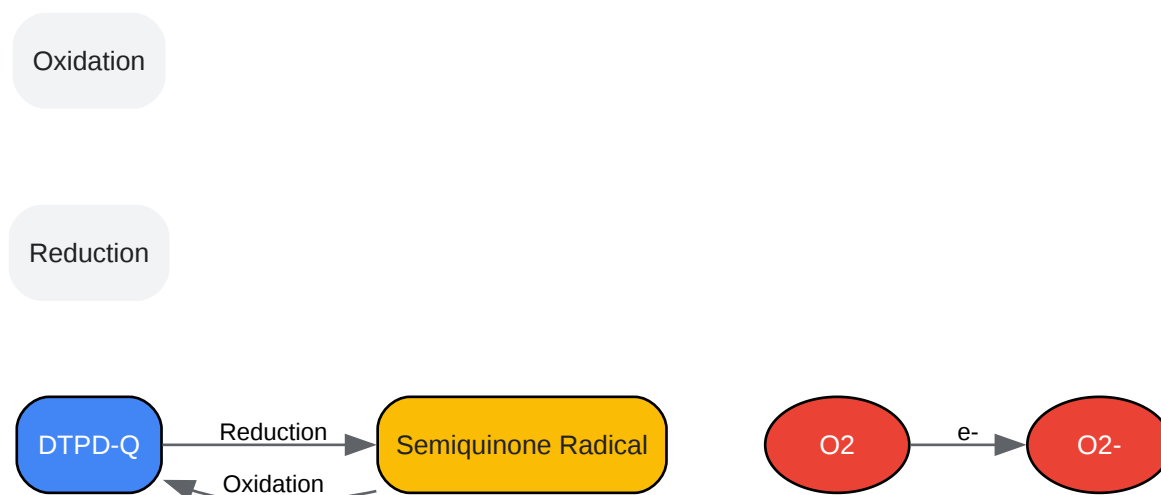 Oxidation
Reduction
DTPD-Q
Reduction
Semiquinone Radical
O2
e-
O2-
Oxidation